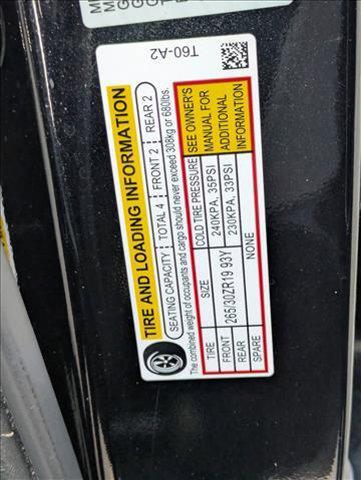 T60-A2
TIRE AND LOADING INFORMATION
SEATING CAPACITY TOTAL 4 FRONT 2 REAR 2
The combined weight of occupants and cargo should never exceed 308kg or 680lbs.
TIRE SIZE COLD TIRE PRESSURE
FRONT 265/30ZR19 93Y 240KPA, 35PSI
REAR 230KPA, 33PSI
SPARE NONE
SEE OWNER'S
MANUAL FOR
ADDITIONAL
INFORMATION